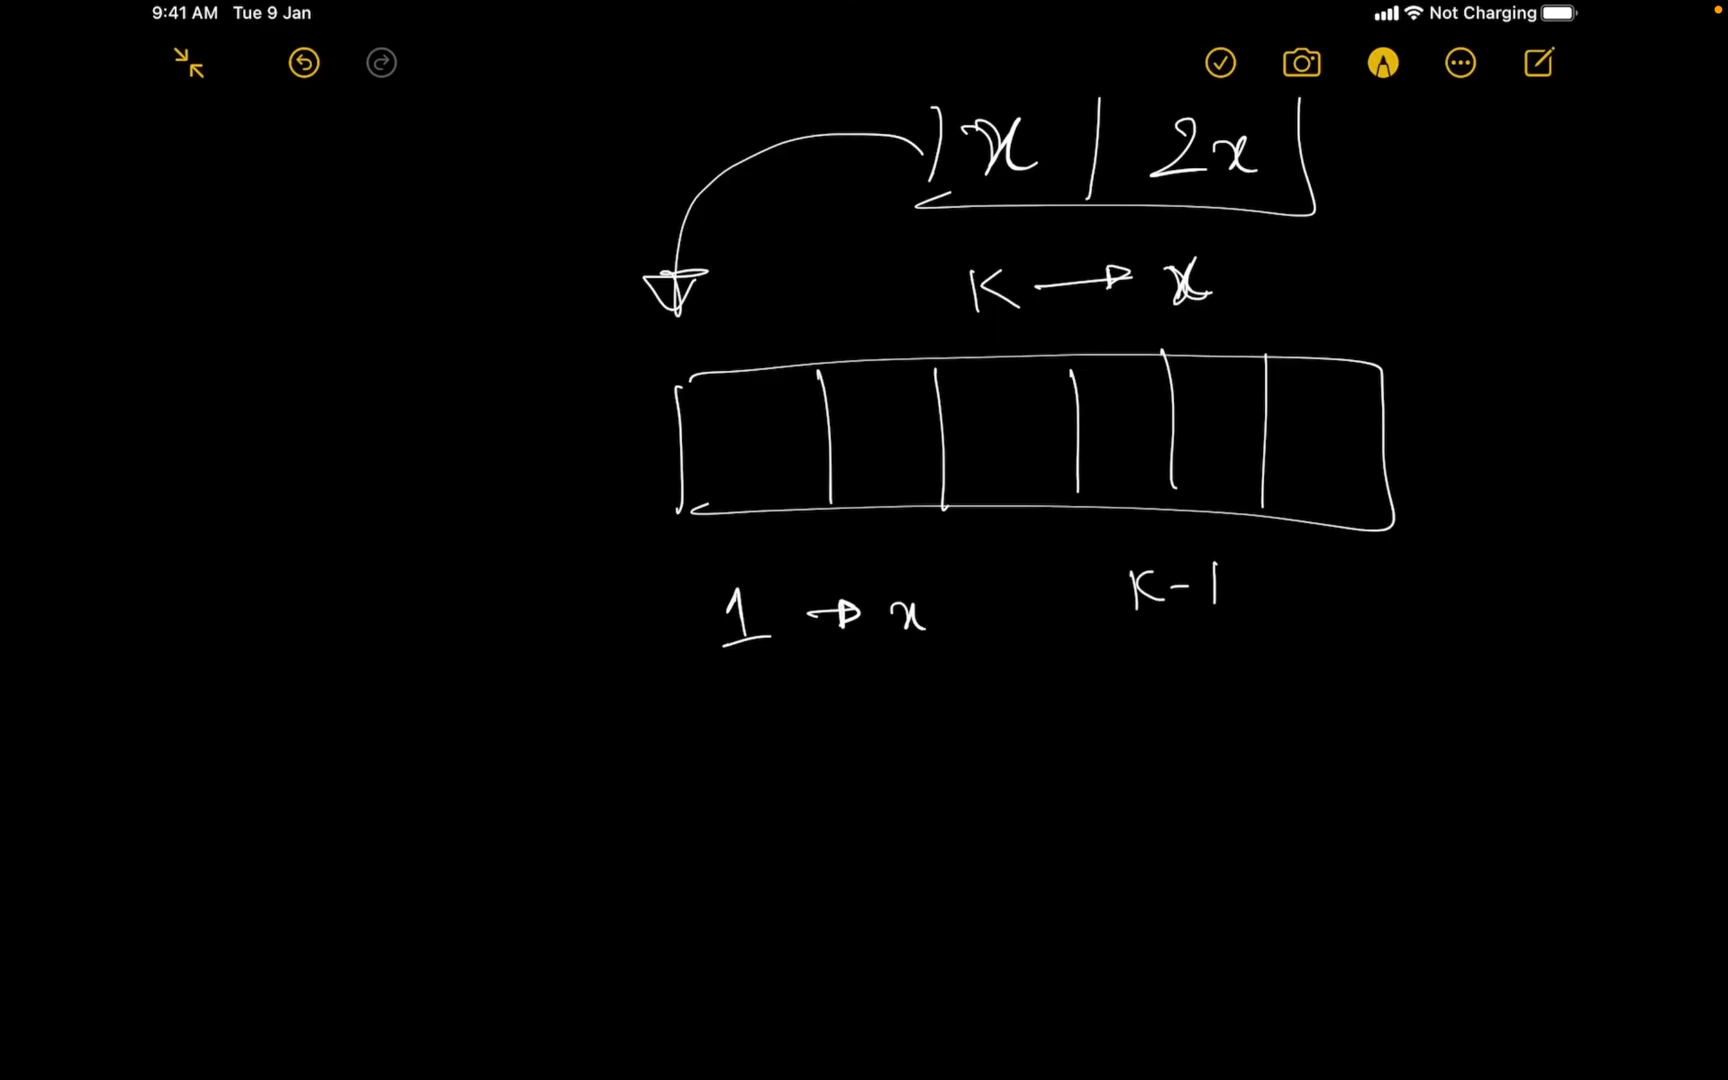 9:41 AM Tue 9 Jan Not Charging
x | 2x
K → x
1 → x K-1